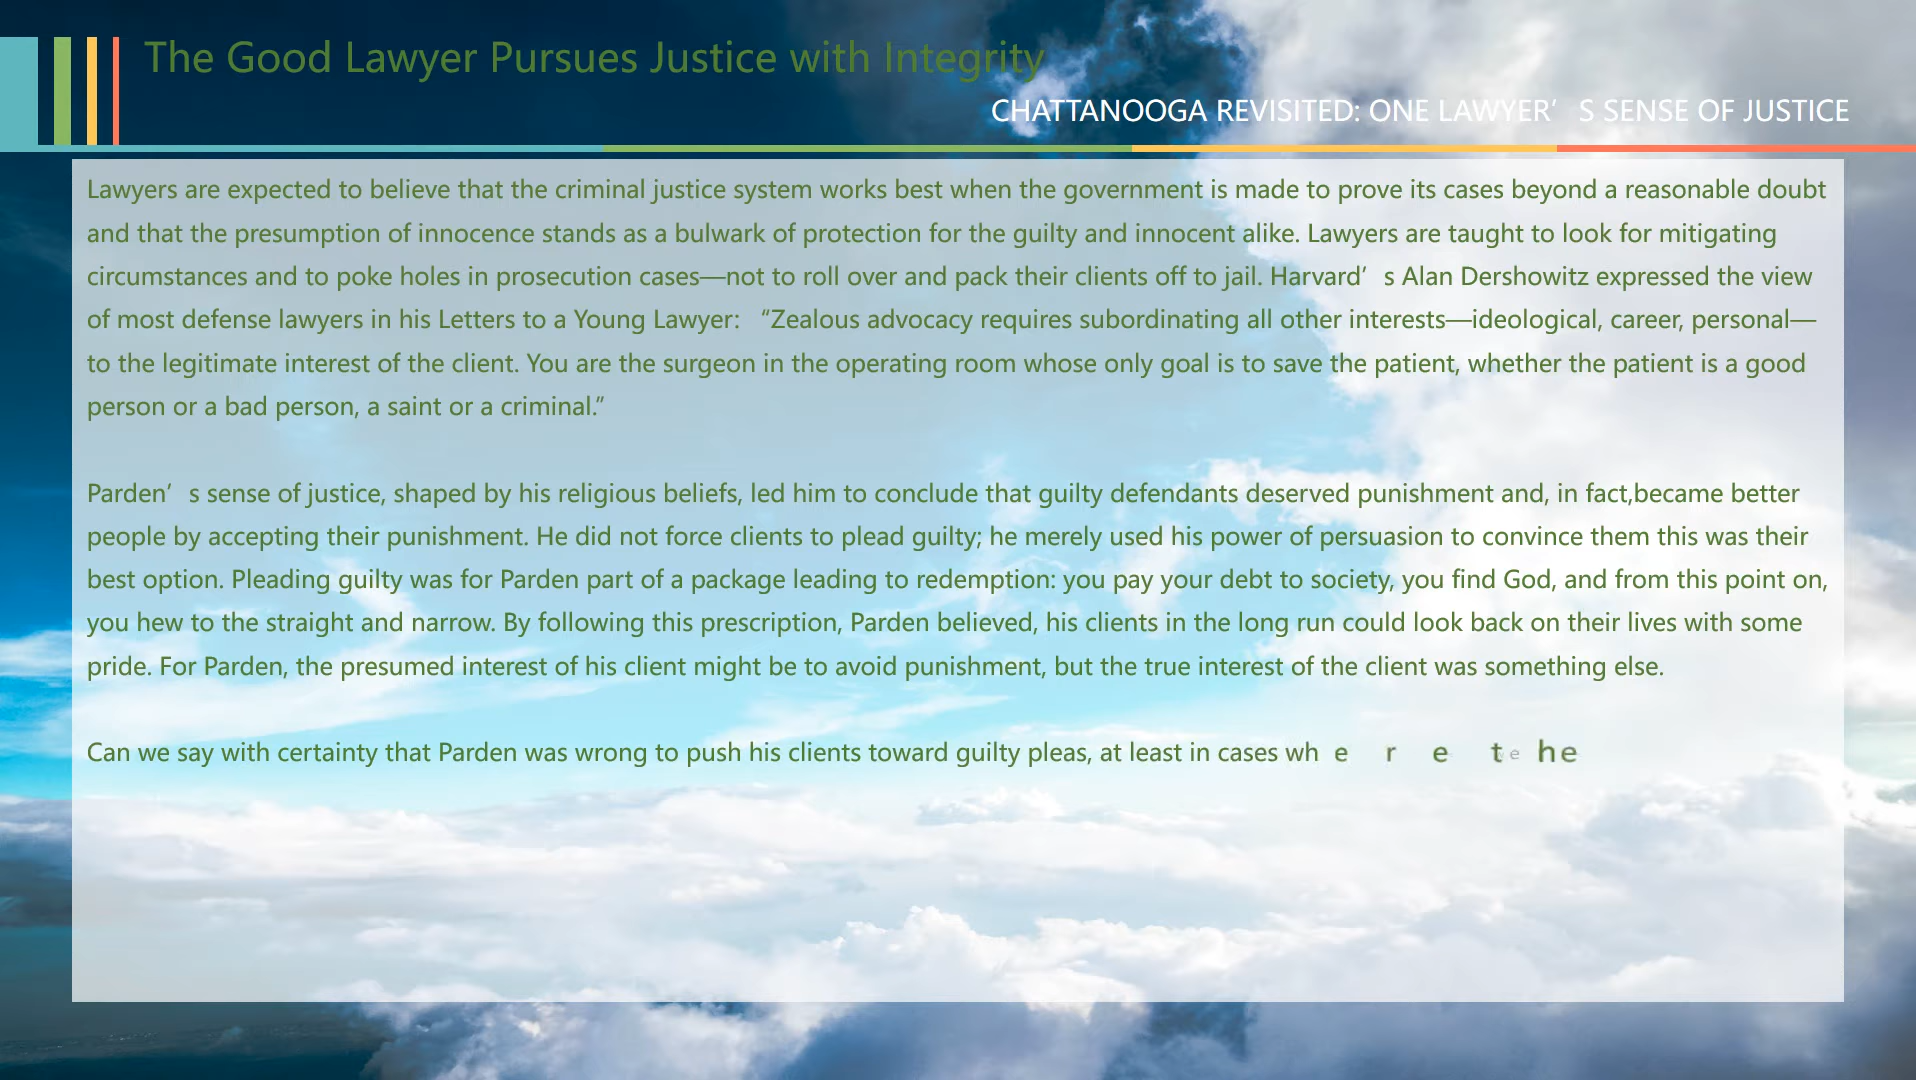 The Good Lawyer Pursues Justice with Integrity
CHATTANOOGA REVISITED: ONE LAWYER’S SENSE OF JUSTICE
Lawyers are expected to believe that the criminal justice system works best when the government is made to prove its cases beyond a reasonable doubt
and that the presumption of innocence stands as a bulwark of protection for the guilty and innocent alike. Lawyers are taught to look for mitigating
circumstances and to poke holes in prosecution cases—not to roll over and pack their clients off to jail. Harvard’s Alan Dershowitz expressed the view
of most defense lawyers in his Letters to a Young Lawyer: “Zealous advocacy requires subordinating all other interests—ideological, career, personal—
to the legitimate interest of the client. You are the surgeon in the operating room whose only goal is to save the patient, whether the patient is a good
person or a bad person, a saint or a criminal.”
Parden’s sense of justice, shaped by his religious beliefs, led him to conclude that guilty defendants deserved punishment and, in fact,became better
people by accepting their punishment. He did not force clients to plead guilty; he merely used his power of persuasion to convince them this was their
best option. Pleading guilty was for Parden part of a package leading to redemption: you pay your debt to society, you find God, and from this point on,
you hew to the straight and narrow. By following this prescription, Parden believed, his clients in the long run could look back on their lives with some
pride. For Parden, the presumed interest of his client might be to avoid punishment, but the true interest of the client was something else.
Can we say with certainty that Parden was wrong to push his clients toward guilty pleas, at least in cases where